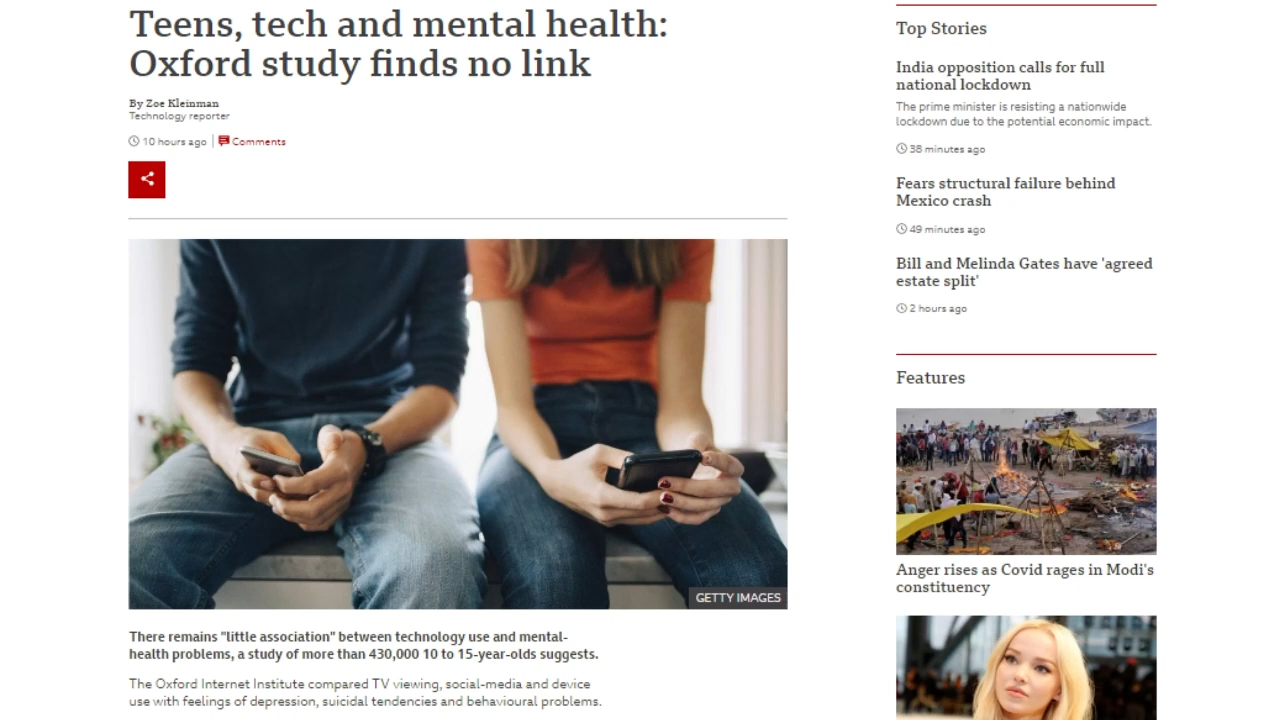 Teens, tech and mental health:
Oxford study finds no link
By Zoe Kleinman
Technology reporter
10 hours ago
Comments
GETTY IMAGES
There remains "little association" between technology use and mental-
health problems, a study of more than 430,000 10 to 15-year-olds suggests.
The Oxford Internet Institute compared TV viewing, social-media and device
use with feelings of depression, suicidal tendencies and behavioural problems.
Top Stories
India opposition calls for full
national lockdown
The prime minister is resisting a nationwide
lockdown due to the potential economic impact.
38 minutes ago
Fears structural failure behind
Mexico crash
49 minutes ago
Bill and Melinda Gates have 'agreed
estate split'
2 hours ago
Features
Anger rises as Covid rages in Modi's
constituency